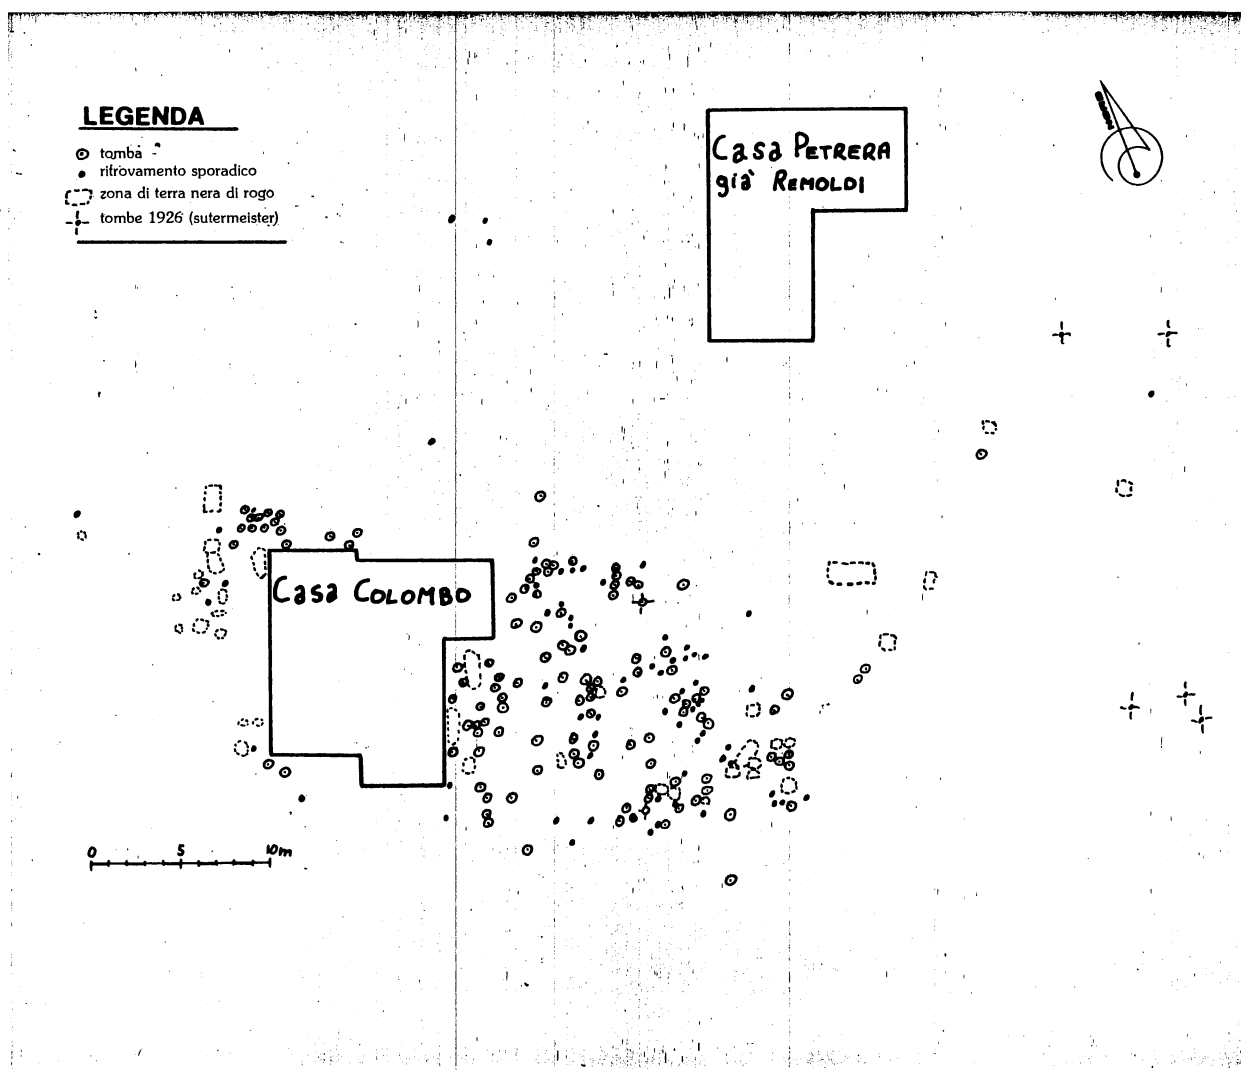 LEGENDA
tomba
ritrovamento sporadico
zona di terra nera di rogo
tombe 1926 (sutermeister)
Casa PETRERA
già REMOLDI
Casa COLOMBO
0 5 10m